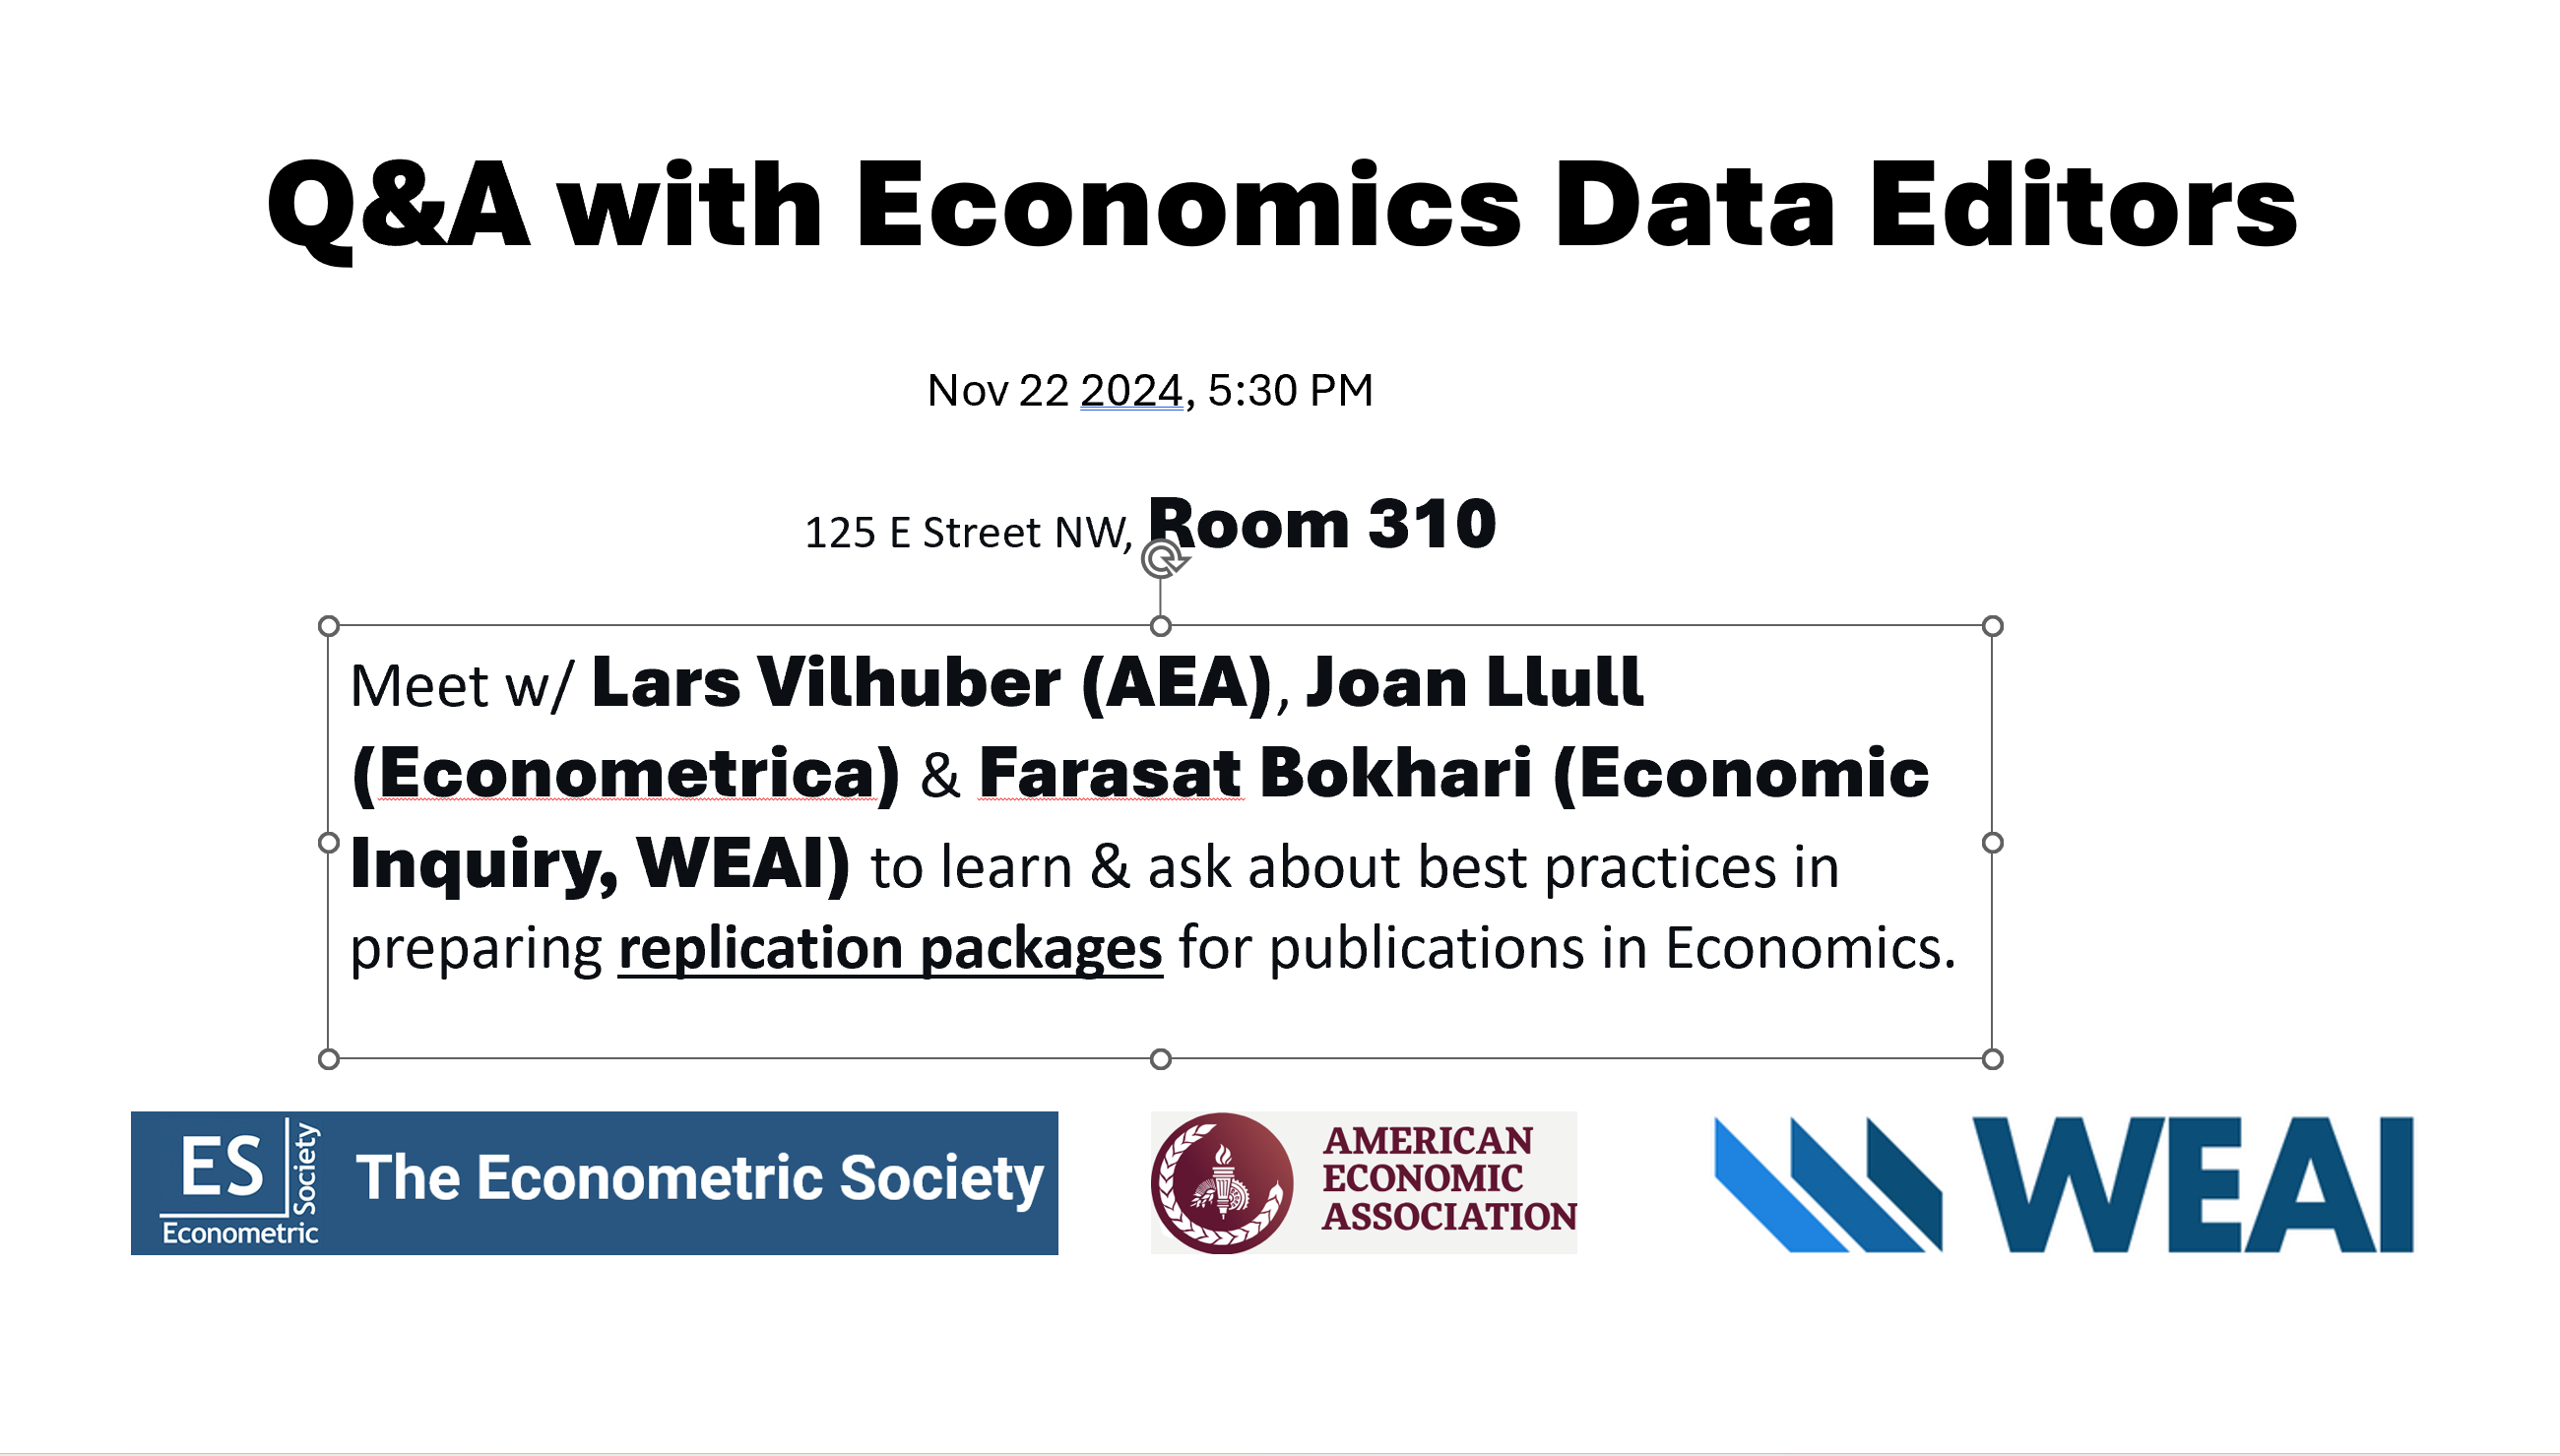 Q&A with Economics Data Editors
Nov 22 2024, 5:30 PM
125 E Street NW, Room 310
Meet w/ Lars Vilhuber (AEA), Joan Llull
(Econometrica) & Farasat Bokhari (Economic
Inquiry, WEAI) to learn & ask about best practices in
preparing replication packages for publications in Economics.
ES
Society
Econometric
The Econometric Society
AMERICAN
ECONOMIC
ASSOCIATION
WEAI